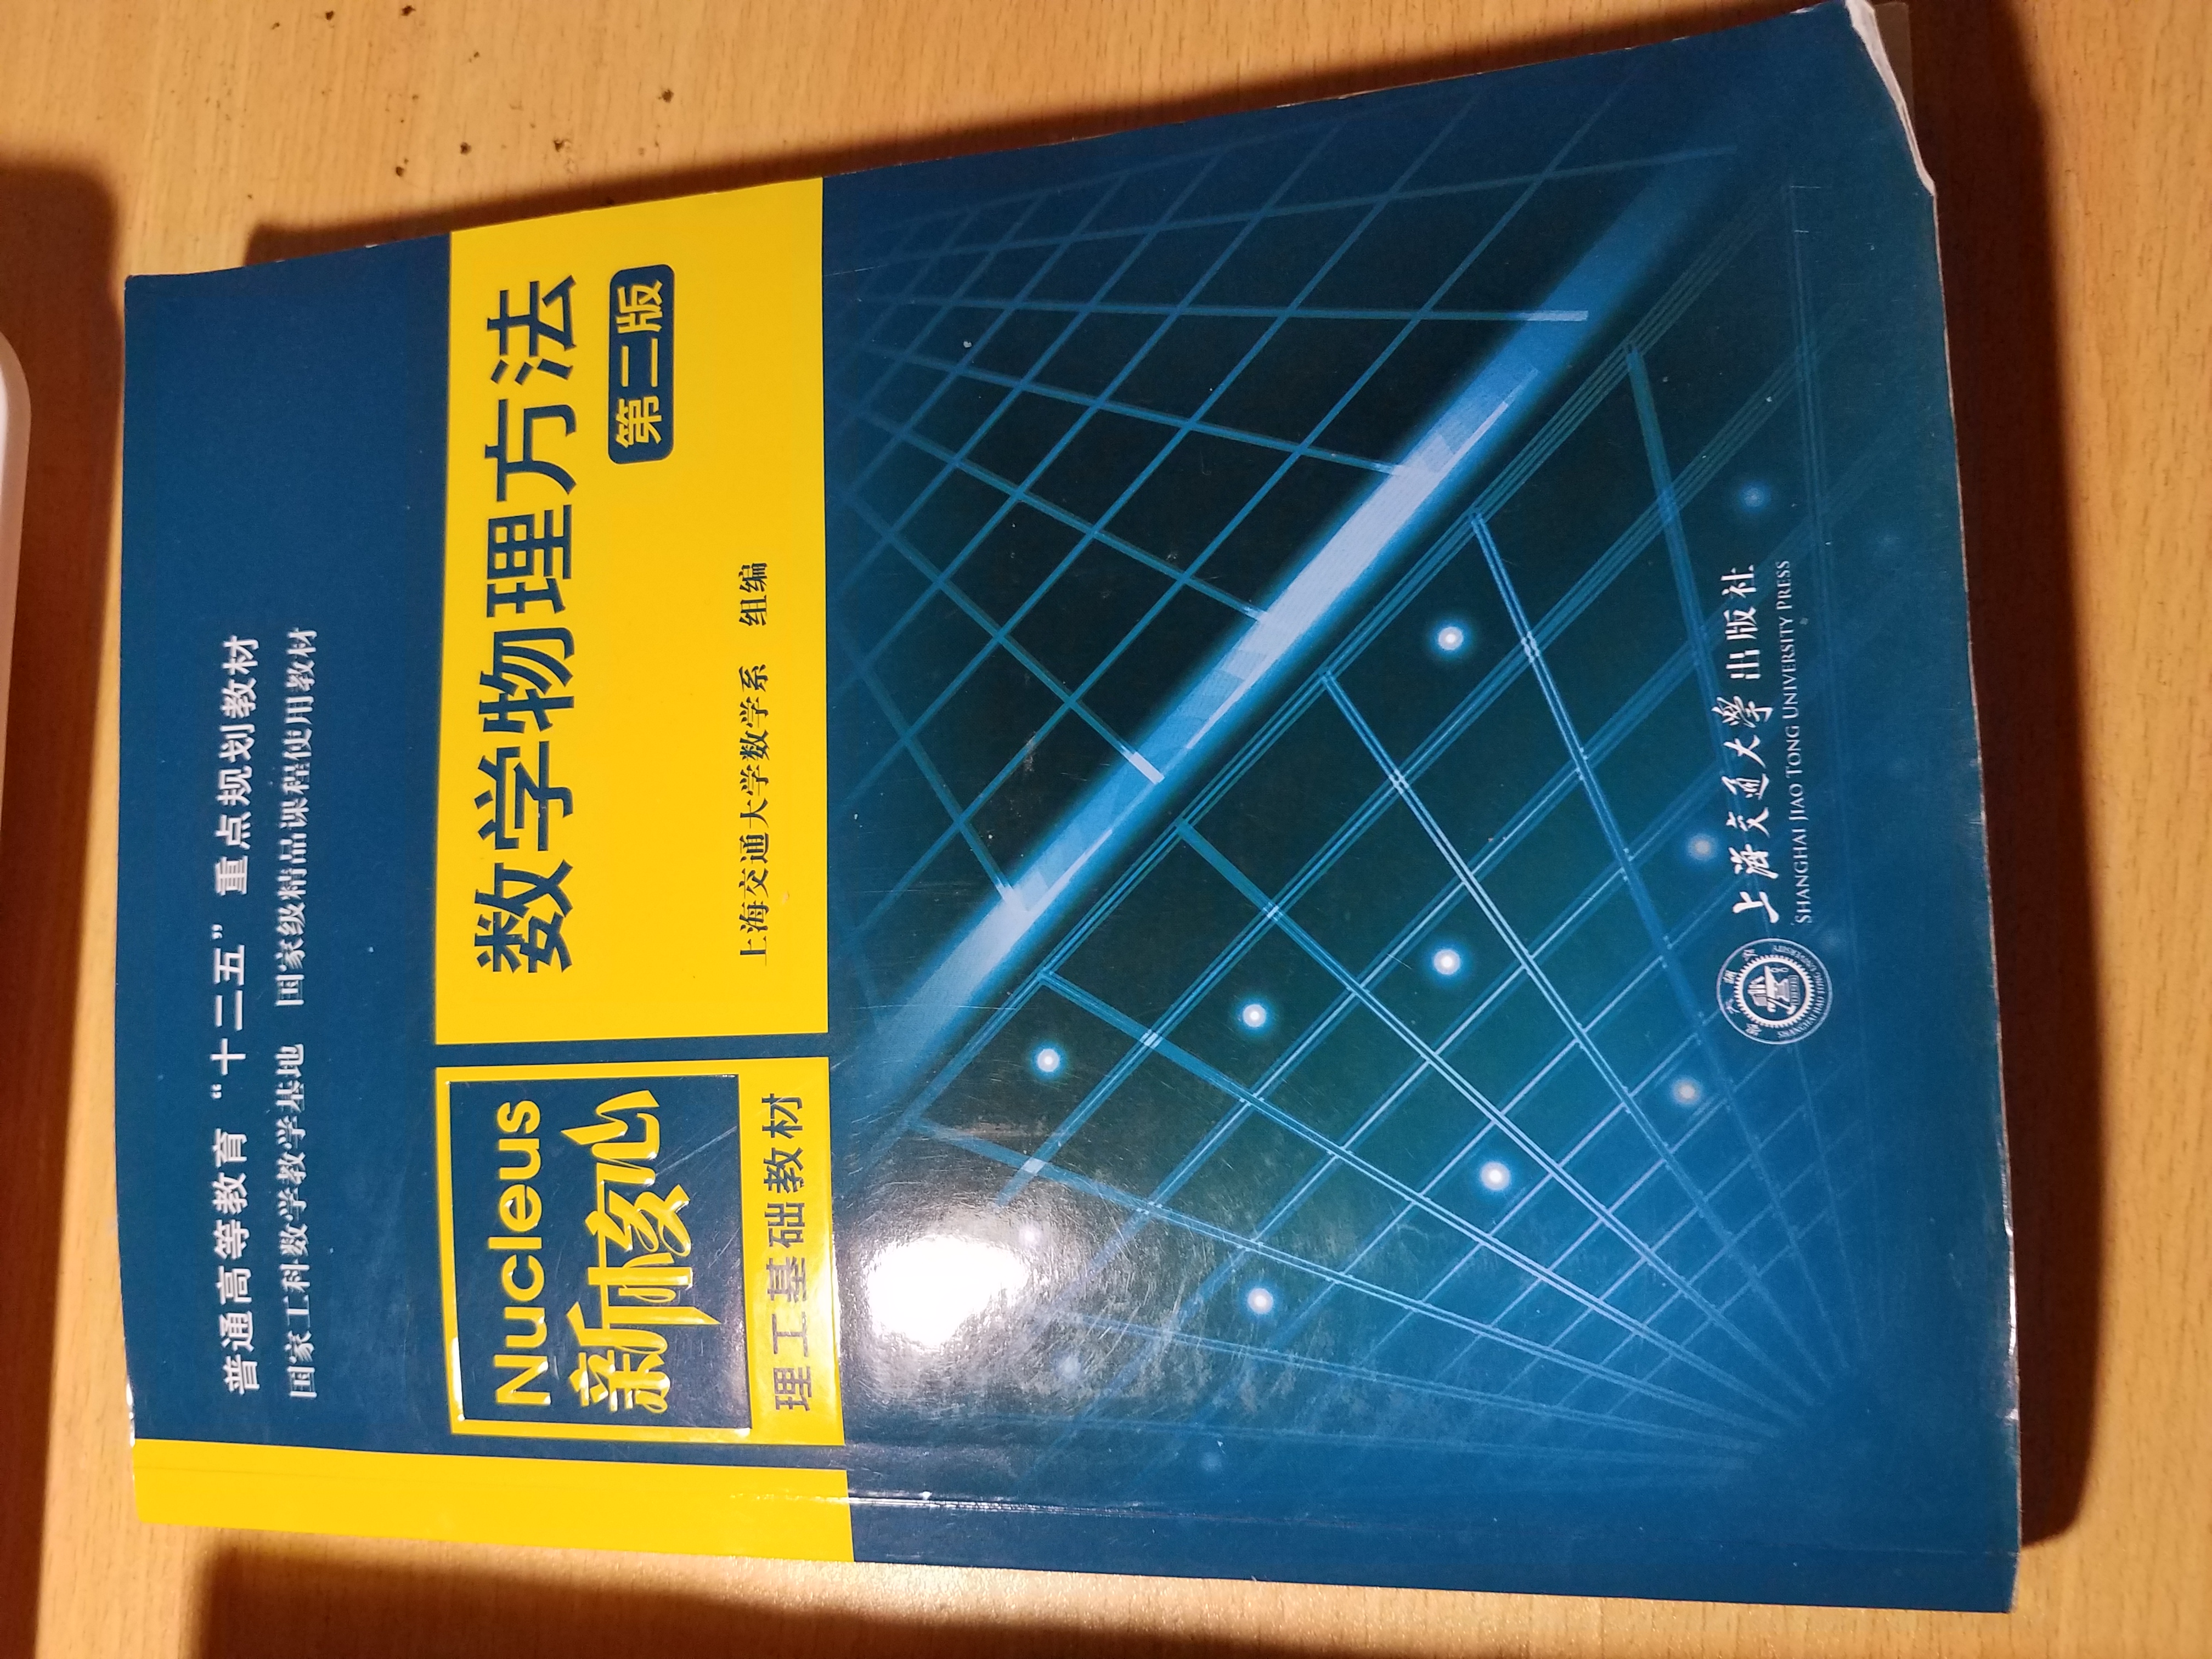 普通高等教育“十二五”重点规划教材
国家工科数学教学基地 国家级精品课程使用教材
Nucleus
新核心
理工基础教材
数学物理方法
第二版
上海交通大学数学系 组编
上海交通大学出版社
SHANGHAI JIAO TONG UNIVERSITY PRESS
SHANGHAI JIAO TONG UNIVERSITY